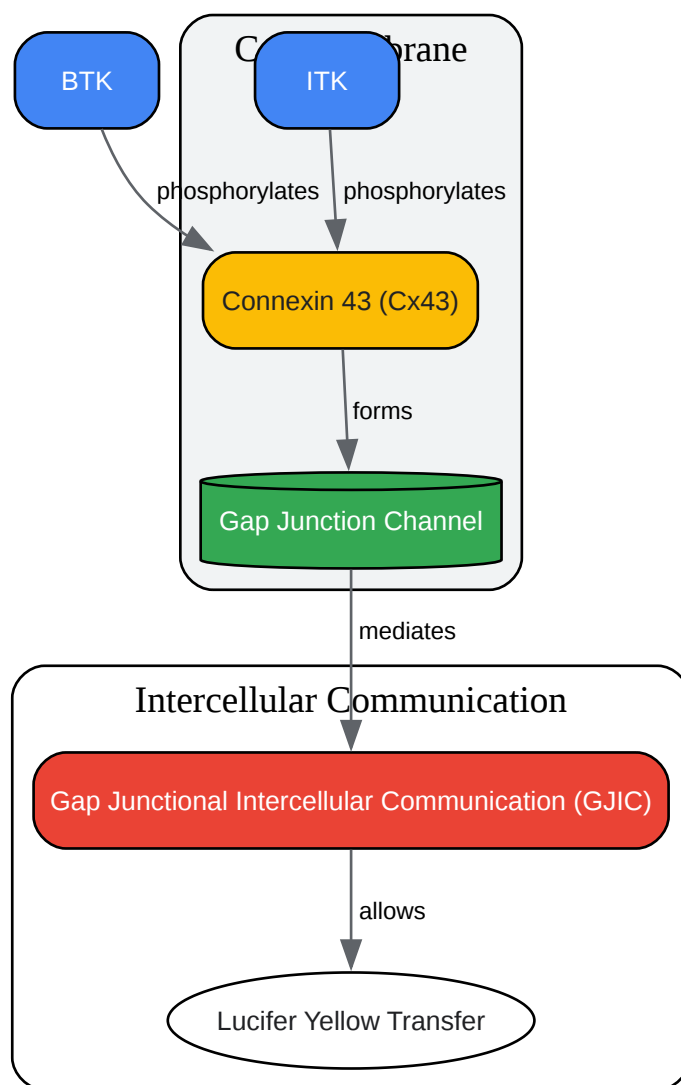 BTK
ITK
phosphorylates
phosphorylates
Connexin 43 (Cx43)
forms
Gap Junction Channel
mediates
Intercellular Communication
Gap Junctional Intercellular Communication (GJIC)
allows
Lucifer Yellow Transfer